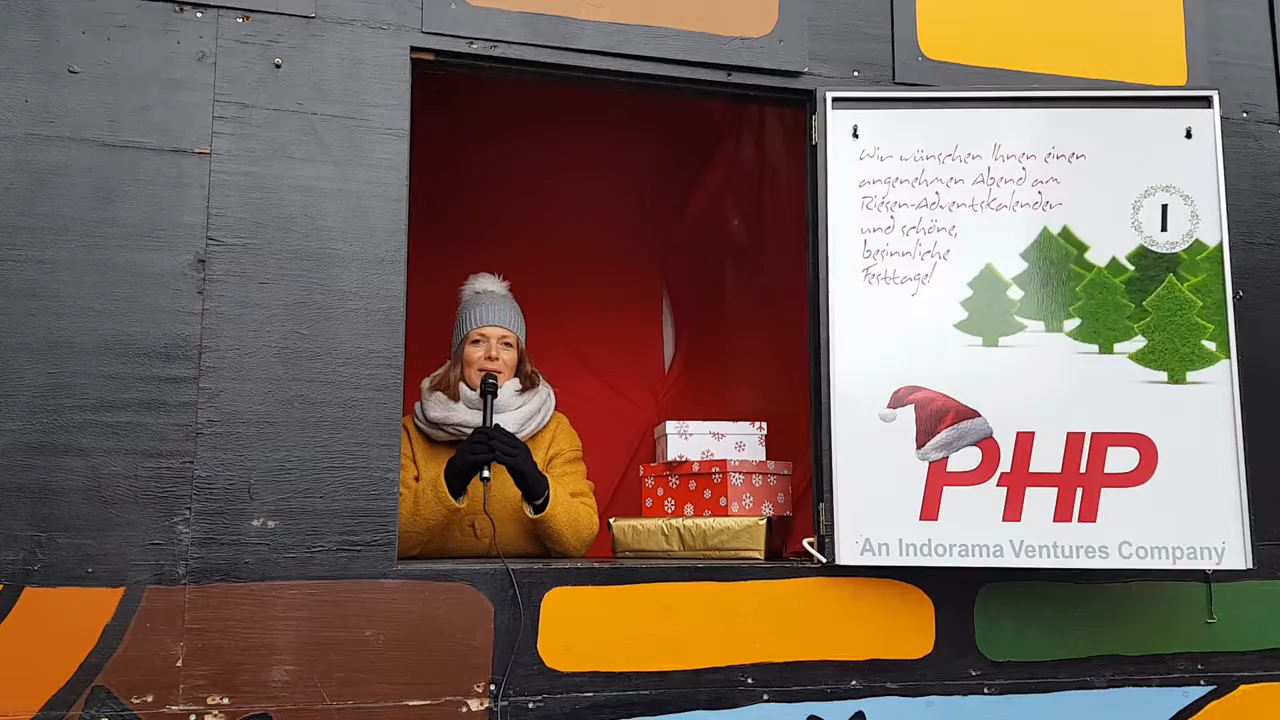 Wir wünschen Ihnen einen
angenehmen Abend am
Riesen-Adventskalender
und schöne,
besinnliche
Festtage!
1
PHP
An Indorama Ventures Company